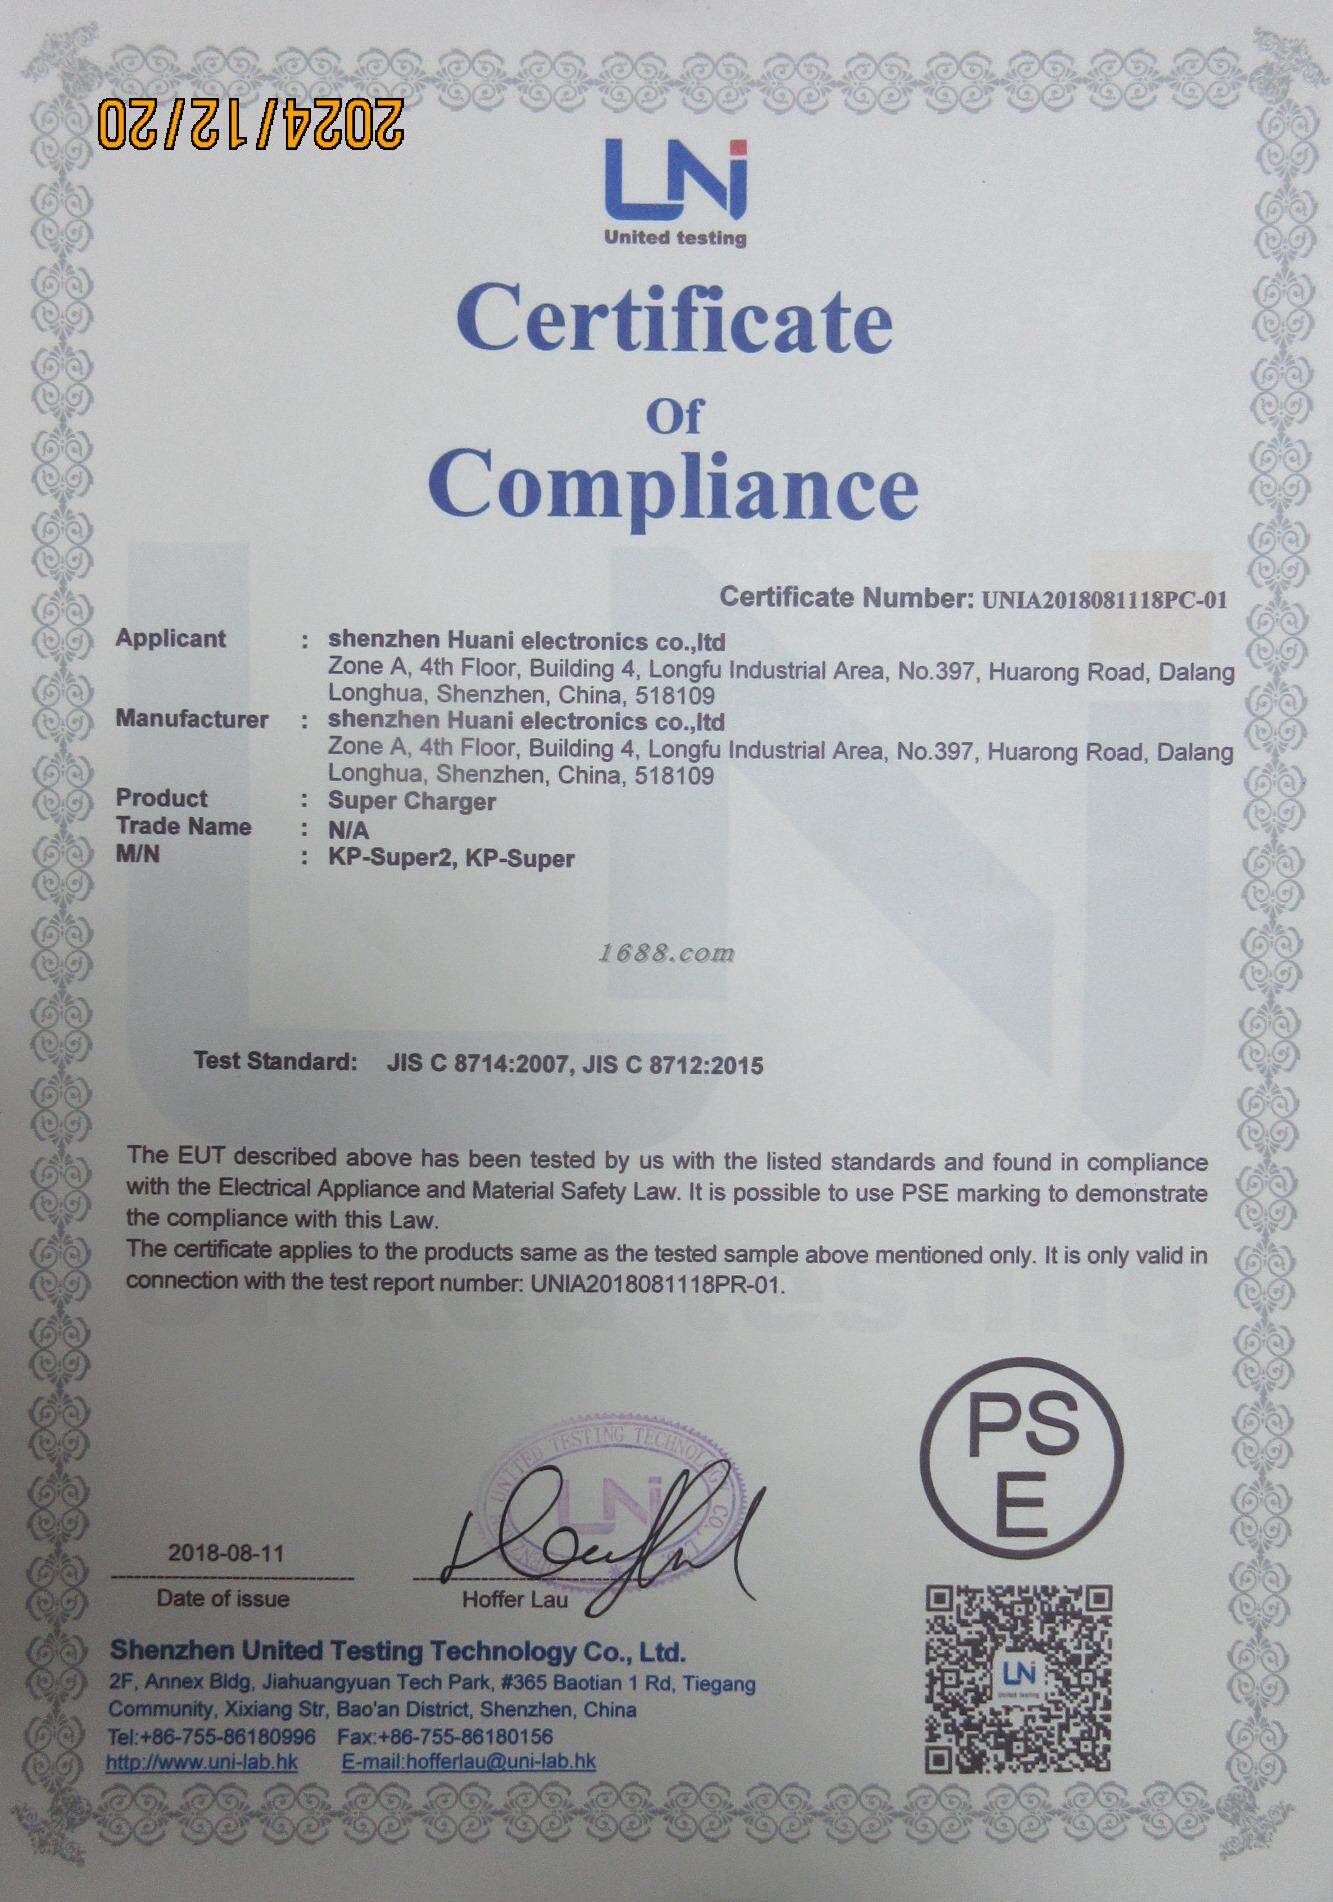 2024/12/20
UNi
United testing
Certificate
Of
Compliance
Certificate Number: UNIA2018081118PC-01
Applicant : shenzhen Huani electronics co.,ltd
Zone A, 4th Floor, Building 4, Longfu Industrial Area, No.397, Huarong Road, Dalang
Longhua, Shenzhen, China, 518109
Manufacturer : shenzhen Huani electronics co.,ltd
Zone A, 4th Floor, Building 4, Longfu Industrial Area, No.397, Huarong Road, Dalang
Longhua, Shenzhen, China, 518109
Product : Super Charger
Trade Name : N/A
M/N : KP-Super2, KP-Super
1688.com
Test Standard: JIS C 8714:2007, JIS C 8712:2015
The EUT described above has been tested by us with the listed standards and found in compliance
with the Electrical Appliance and Material Safety Law. It is possible to use PSE marking to demonstrate
the compliance with this Law.
The certificate applies to the products same as the tested sample above mentioned only. It is only valid in
connection with the test report number: UNIA2018081118PR-01.
PS
E
UNITED TESTING TECHNOLOGY CO.,
UNi
2018-08-11
Date of issue
Hoffer Lau
Shenzhen United Testing Technology Co., Ltd.
2F, Annex Bldg, Jiahuangyuan Tech Park, #365 Baotian 1 Rd, Tiegang
Community, Xixiang Str, Bao'an District, Shenzhen, China
Tel:+86-755-86180996 Fax:+86-755-86180156
http://www.uni-lab.hk E-mail:hofferlau@uni-lab.hk
UNi
United testing